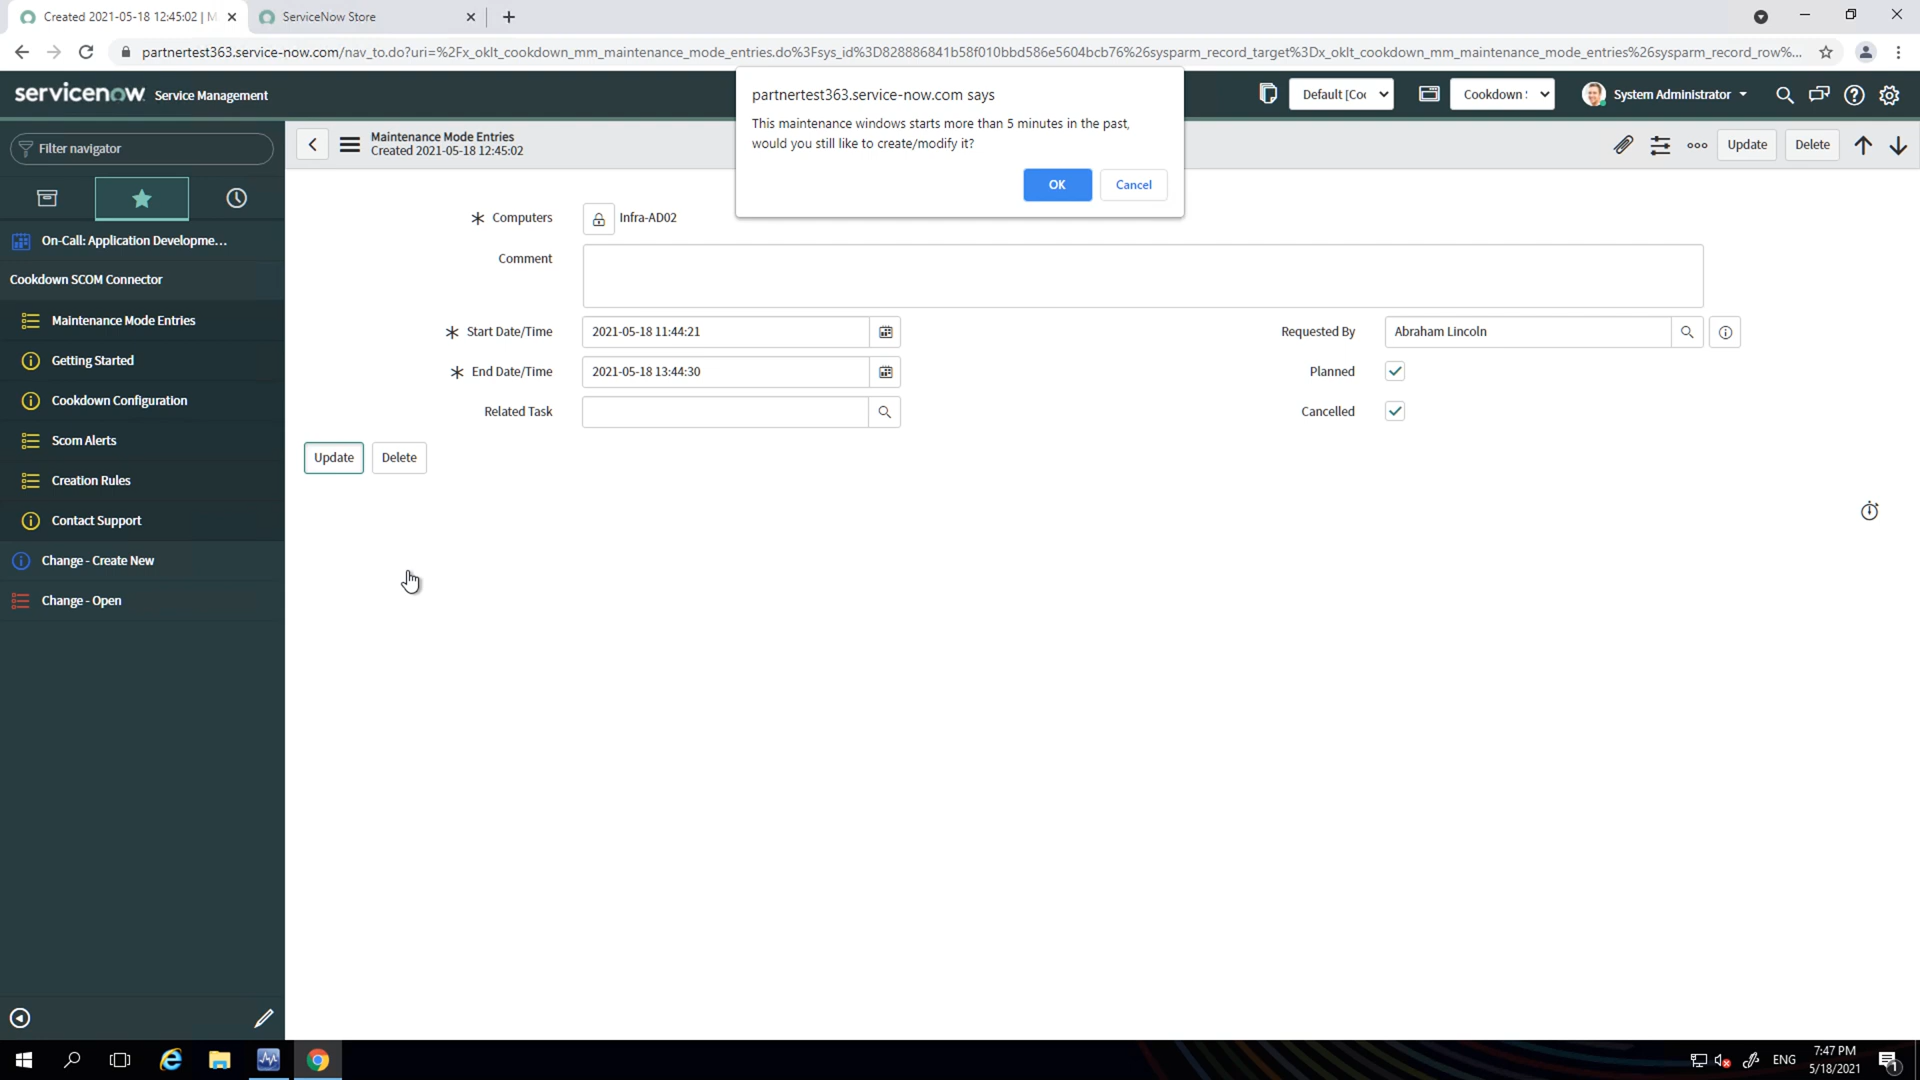 Created 2021-05-18 12:45:02 | M
ServiceNow Store
partnertest363.service-now.com/nav_to.do?uri=%2Fx_oklt_cookdown_mm_maintenance_mode_entries.do%3Fsys_id%3D828886841b58f010bbd586e5604bcb76%26sysparm_record_target%3Dx_oklt_cookdown_mm_maintenance_mode_entries%26sysparm_record_row%...
servicenow Service Management
Default [Coo
Cookdown S
System Administrator
Filter navigator
Maintenance Mode Entries
Created 2021-05-18 12:45:02
Update
Delete
partnertest363.service-now.com says
This maintenance windows starts more than 5 minutes in the past,
would you still like to create/modify it?
OK
Cancel
On-Call: Application Developme...
Cookdown SCOM Connector
Maintenance Mode Entries
Getting Started
Cookdown Configuration
Scom Alerts
Creation Rules
Contact Support
Change - Create New
Change - Open
Computers
Infra-AD02
Comment
Start Date/Time
2021-05-18 11:44:21
Requested By
Abraham Lincoln
End Date/Time
2021-05-18 13:44:30
Planned
Related Task
Cancelled
Update
Delete
ENG
7:47 PM
5/18/2021
1